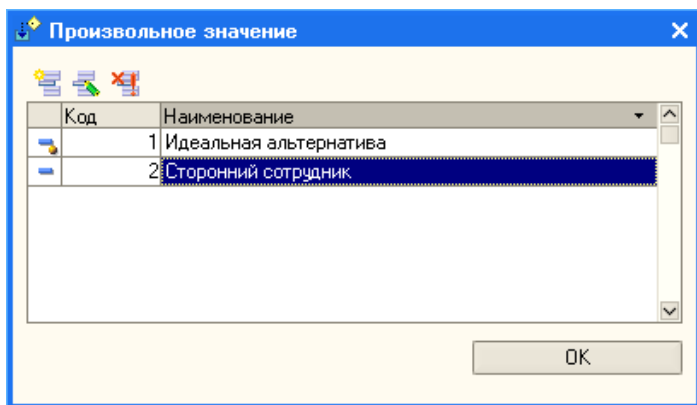 Произвольное значение
Код Наименование
1 Идеальная альтернатива
2 Сторонний сотрудник
OK